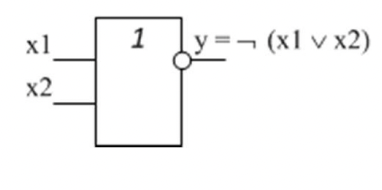 x1
1
y = ¬ (x1 ∨ x2)
x2